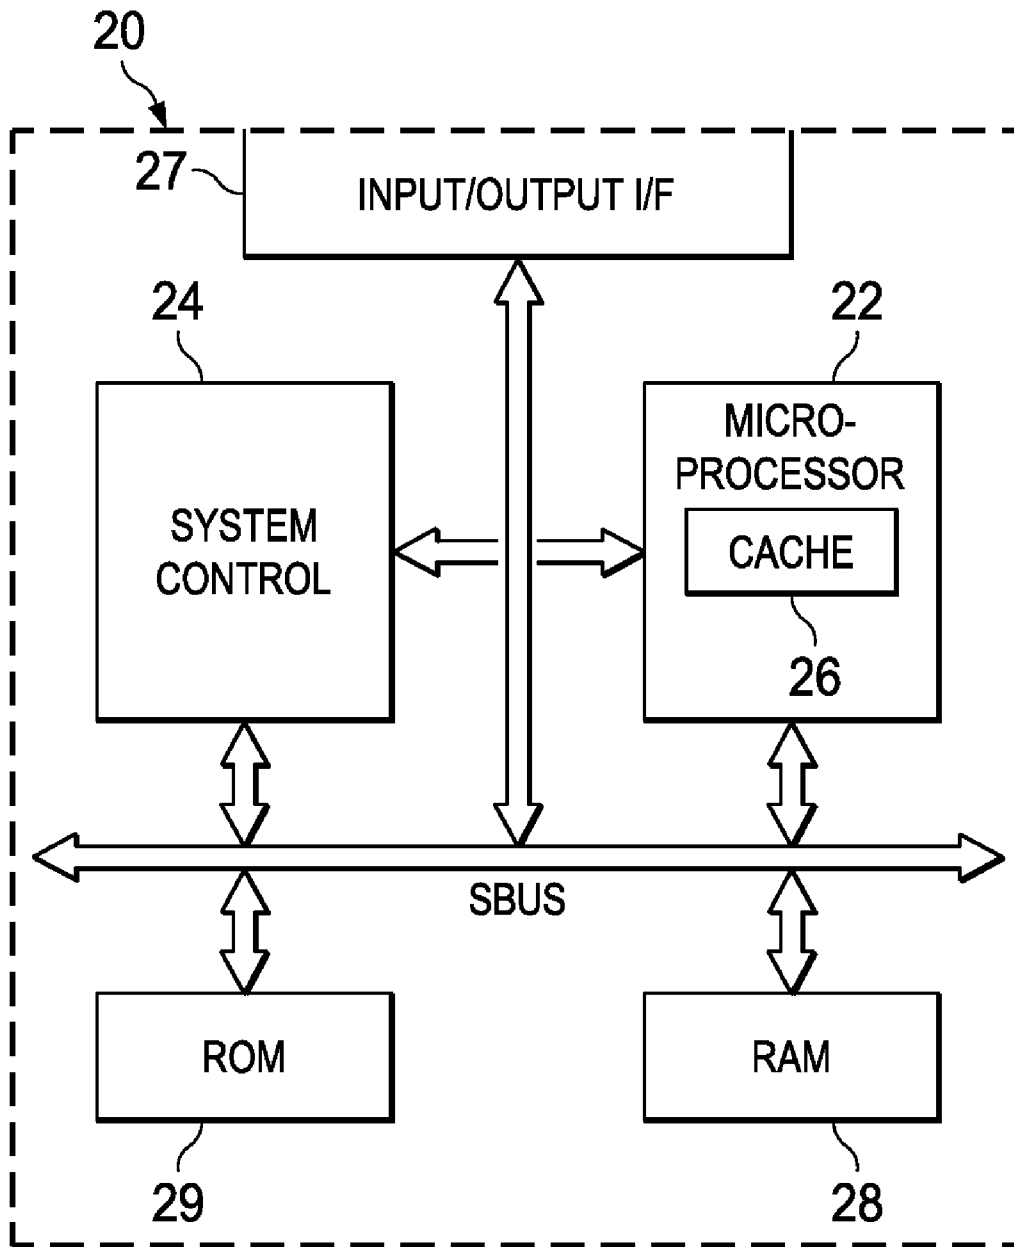 20
27
INPUT/OUTPUT I/F
24
22
SYSTEM
CONTROL
MICRO-
PROCESSOR
CACHE
26
SBUS
ROM
RAM
29
28